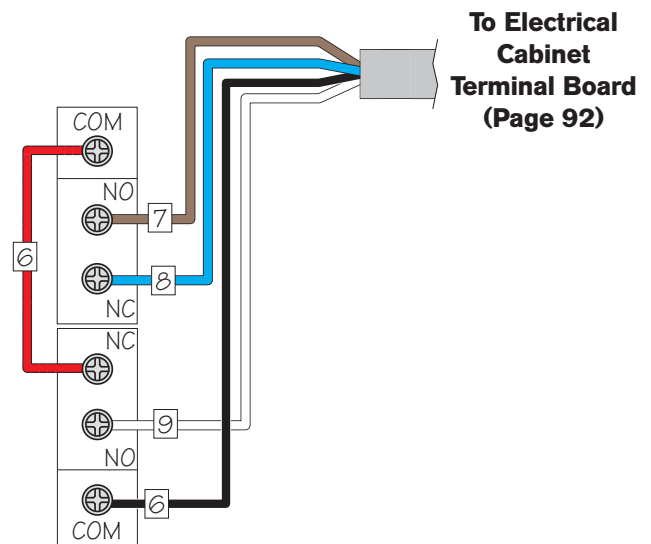 To Electrical
Cabinet
Terminal Board
(Page 92)
COM
NO
7
6
8
NC
NC
9
NO
6
COM